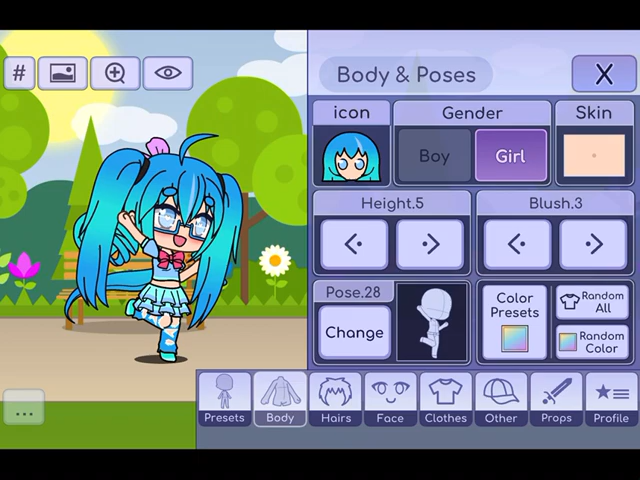 #
Body & Poses
X
icon
Gender
Skin
Boy
Girl
Height.5
Blush.3
Pose.28
Change
Color
Presets
Random
All
Random
Color
...
Presets
Body
Hairs
Face
Clothes
Other
Props
Profile